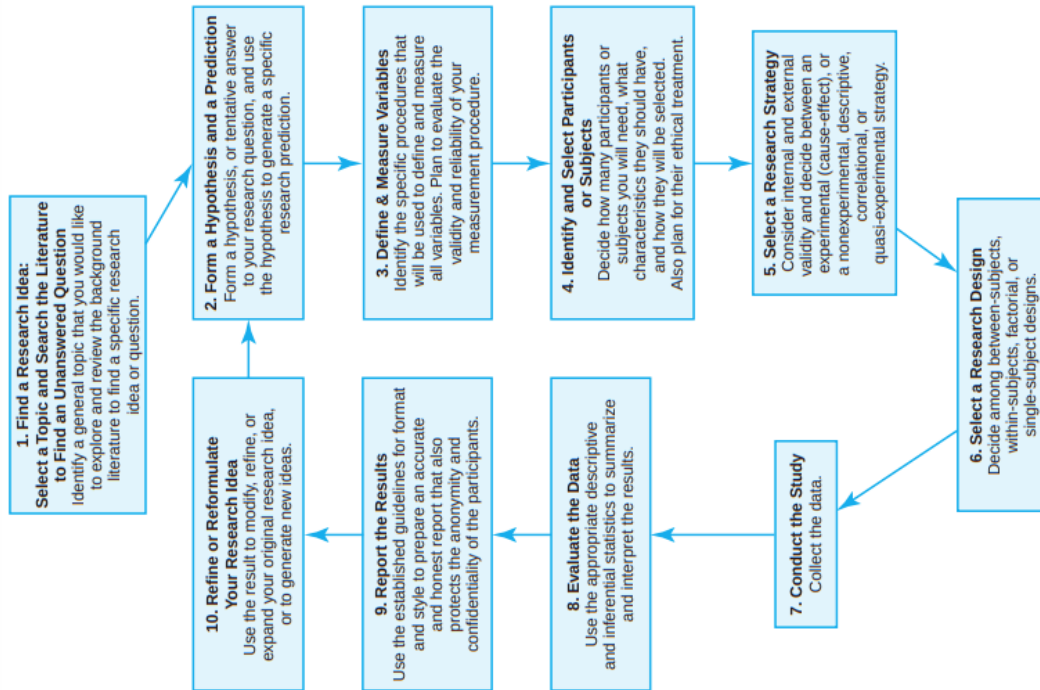 1. Find a Research Idea:
Select a Topic and Search the Literature
to Find an Unanswered Question
Identify a general topic that you would like
to explore and review the background
literature to find a specific research
idea or question.
2. Form a Hypothesis and a Prediction
Form a hypothesis, or tentative answer
to your research question, and use
the hypothesis to generate a specific
research prediction.
3. Define & Measure Variables
Identify the specific procedures that
will be used to define and measure
all variables. Plan to evaluate the
validity and reliability of your
measurement procedure.
4. Identify and Select Participants
or Subjects
Decide how many participants or
subjects you will need, what
characteristics they should have,
and how they will be selected.
Also plan for their ethical treatment.
5. Select a Research Strategy
Consider internal and external
validity and decide between an
experimental (cause-effect), or
a nonexperimental, descriptive,
correlational, or
quasi-experimental strategy.
6. Select a Research Design
Decide among between-subjects,
within-subjects, factorial, or
single-subject designs.
7. Conduct the Study
Collect the data.
8. Evaluate the Data
Use the appropriate descriptive
and inferential statistics to summarize
and interpret the results.
9. Report the Results
Use the established guidelines for format
and style to prepare an accurate
and honest report that also
protects the anonymity and
confidentiality of the participants.
10. Refine or Reformulate
Your Research Idea
Use the result to modify, refine, or
expand your original research idea,
or to generate new ideas.